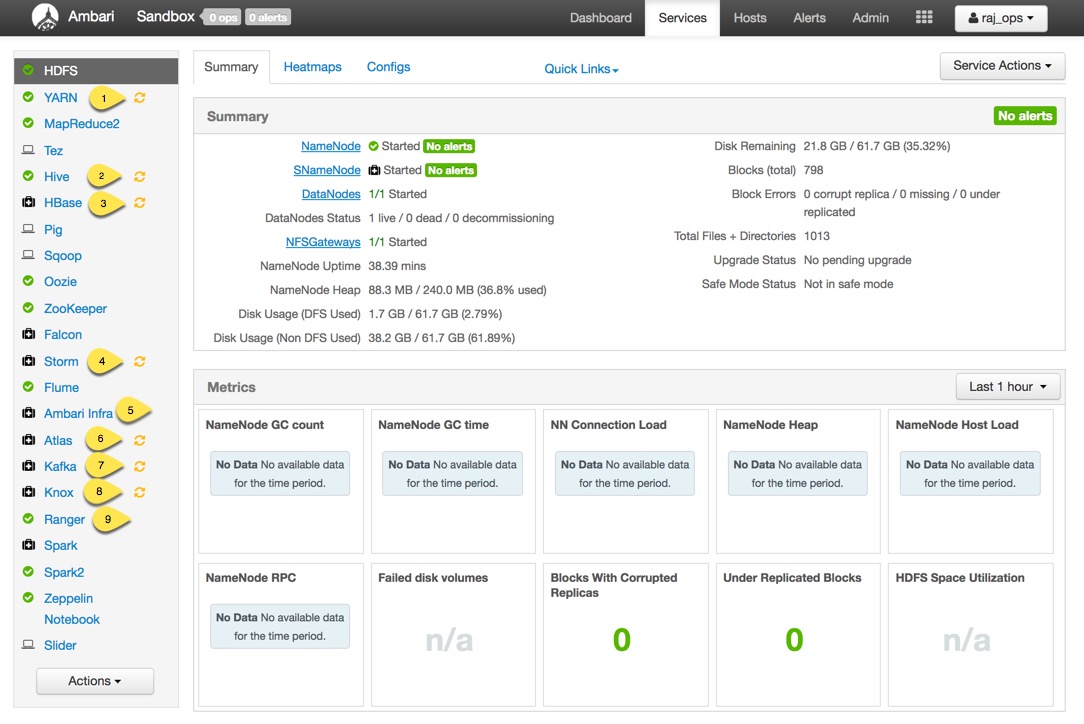 Ambari Sandbox 0 ops 0 alerts Dashboard Services Hosts Alerts Admin raj_ops
HDFS
YARN 1
MapReduce2
Tez
Hive 2
HBase 3
Pig
Sqoop
Oozie
ZooKeeper
Falcon
Storm 4
Flume
Ambari Infra 5
Atlas 6
Kafka 7
Knox 8
Ranger 9
Spark
Spark2
Zeppelin
Notebook
Slider
Actions
Summary Heatmaps Configs Quick Links Service Actions
Summary No alerts
NameNode Started No alerts
SNameNode Started No alerts
DataNodes 1/1 Started
DataNodes Status 1 live / 0 dead / 0 decommissioning
NFSGateways 1/1 Started
NameNode Uptime 38.39 mins
NameNode Heap 88.3 MB / 240.0 MB (36.8% used)
Disk Usage (DFS Used) 1.7 GB / 61.7 GB (2.79%)
Disk Usage (Non DFS Used) 38.2 GB / 61.7 GB (61.89%)
Disk Remaining 21.8 GB / 61.7 GB (35.32%)
Blocks (total) 798
Block Errors 0 corrupt replica / 0 missing / 0 under
replicated
Total Files + Directories 1013
Upgrade Status No pending upgrade
Safe Mode Status Not in safe mode
Metrics Last 1 hour
NameNode GC count
No Data No available data
for the time period.
NameNode GC time
No Data No available data
for the time period.
NN Connection Load
No Data No available data
for the time period.
NameNode Heap
No Data No available data
for the time period.
NameNode Host Load
No Data No available data
for the time period.
NameNode RPC
No Data No available data
for the time period.
Failed disk volumes
n/a
Blocks With Corrupted
Replicas
0
Under Replicated Blocks
0
HDFS Space Utilization
n/a